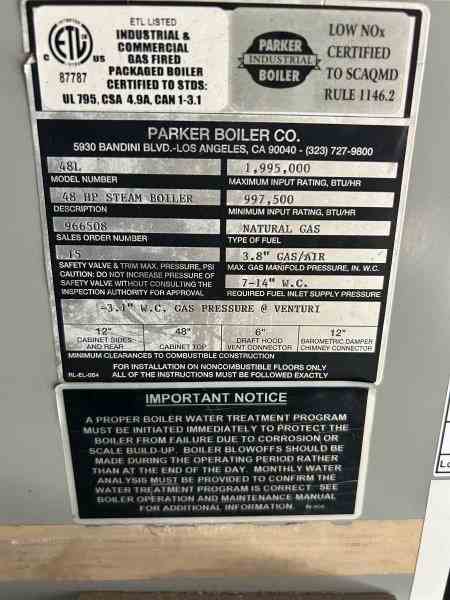 ETL LISTED
INDUSTRIAL &
COMMERCIAL
GAS FIRED
PACKAGED BOILER
CERTIFIED TO STDS:
UL 795, CSA 4.9A, CAN 1-3.1
ETL
C US
87787
PARKER
INDUSTRIAL
BOILER
LOW NOx
CERTIFIED
TO SCAQMD
RULE 1146.2
PARKER BOILER CO.
5930 BANDINI BLVD.-LOS ANGELES, CA 90040 - (323) 727-9800
48L
MODEL NUMBER
1,995,000
MAXIMUM INPUT RATING, BTU/HR
48 HP STEAM BOILER
DESCRIPTION
997,500
MINIMUM INPUT RATING, BTU/HR
966508
SALES ORDER NUMBER
NATURAL GAS
TYPE OF FUEL
15
SAFETY VALVE & TRIM MAX. PRESSURE, PSI
CAUTION: DO NOT INCREASE PRESSURE OF
SAFETY VALVE WITHOUT CONSULTING THE
INSPECTION AUTHORITY FOR APPROVAL
3.8" GAS/AIR
MAX. GAS MANIFOLD PRESSURE, IN. W.C.
7-14" W.C.
REQUIRED FUEL INLET SUPPLY PRESSURE
-3.1" W.C. GAS PRESSURE @ VENTURI
12"
CABINET SIDES
AND REAR
48"
CABINET TOP
6"
DRAFT HOOD
VENT CONNECTOR
12"
BAROMETRIC DAMPER
CHIMNEY CONNECTOR
MINIMUM CLEARANCES TO COMBUSTIBLE CONSTRUCTION
FOR INSTALLATION ON NONCOMBUSTIBLE FLOORS ONLY
RL-EL-064 ALL OF THE INSTRUCTIONS MUST BE FOLLOWED EXACTLY
IMPORTANT NOTICE
A PROPER BOILER WATER TREATMENT PROGRAM
MUST BE INITIATED IMMEDIATELY TO PROTECT THE
BOILER FROM FAILURE DUE TO CORROSION OR
SCALE BUILD-UP. BOILER BLOWOFFS SHOULD BE
MADE DURING THE OPERATING PERIOD RATHER
THAN AT THE END OF THE DAY. MONTHLY WATER
ANALYSIS MUST BE PROVIDED TO CONFIRM THE
WATER TREATMENT PROGRAM IS CORRECT. SEE
BOILER OPERATION AND MAINTENANCE MANUAL
FOR ADDITIONAL INFORMATION.
Lo